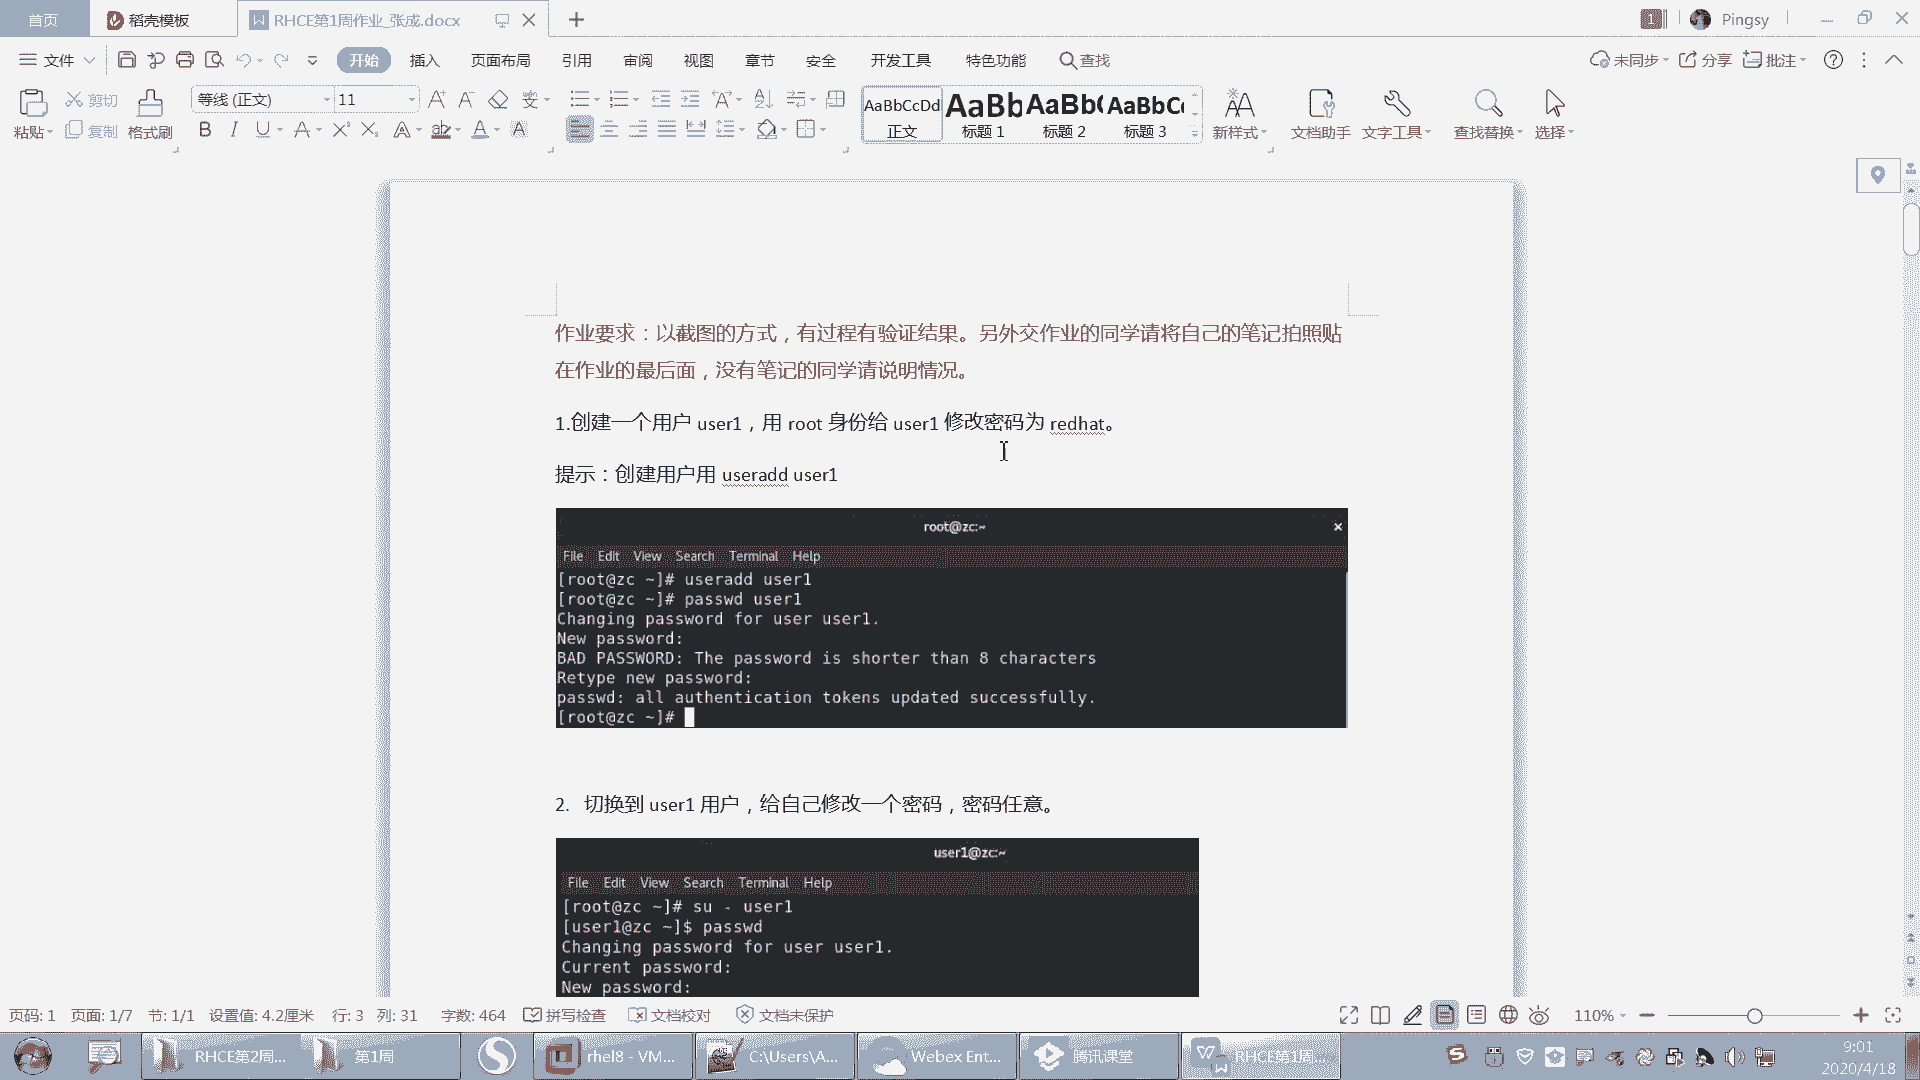 首页 稻壳模板 RHCE第1周作业_张成.docx 1 Pingsy
文件 开始 插入 页面布局 引用 审阅 视图 章节 安全 开发工具 特色功能 查找 未同步 分享 批注
粘贴 剪切 复制 格式刷 等线 (正文) 11
AaBbCcDd AaBb AaBb( AaBbC
正文 标题 1 标题 2 标题 3 新样式 文档助手 文字工具 查找替换 选择
作业要求：以截图的方式，有过程有验证结果。另外交作业的同学请将自己的笔记拍照贴
在作业的最后面，没有笔记的同学请说明情况。
1.创建一个用户 user1，用 root 身份给 user1 修改密码为 redhat。
提示：创建用户用 useradd user1
root@zc:~
File Edit View Search Terminal Help
[root@zc ~]# useradd user1
[root@zc ~]# passwd user1
Changing password for user user1.
New password:
BAD PASSWORD: The password is shorter than 8 characters
Retype new password:
passwd: all authentication tokens updated successfully.
[root@zc ~]#
2. 切换到 user1 用户，给自己修改一个密码，密码任意。
user1@zc:~
File Edit View Search Terminal Help
[root@zc ~]# su - user1
[user1@zc ~]$ passwd
Changing password for user user1.
Current password:
New password:
页码: 1 页面: 1/7 节: 1/1 设置值: 4.2厘米 行: 3 列: 31 字数: 464 拼写检查 文档校对 文档未保护 110%
RHCE第2周... 第1周 rhel8 - VM... C:\Users\A... Webex Ent... 腾讯课堂 RHCE第1周...
9:01
2020/4/18